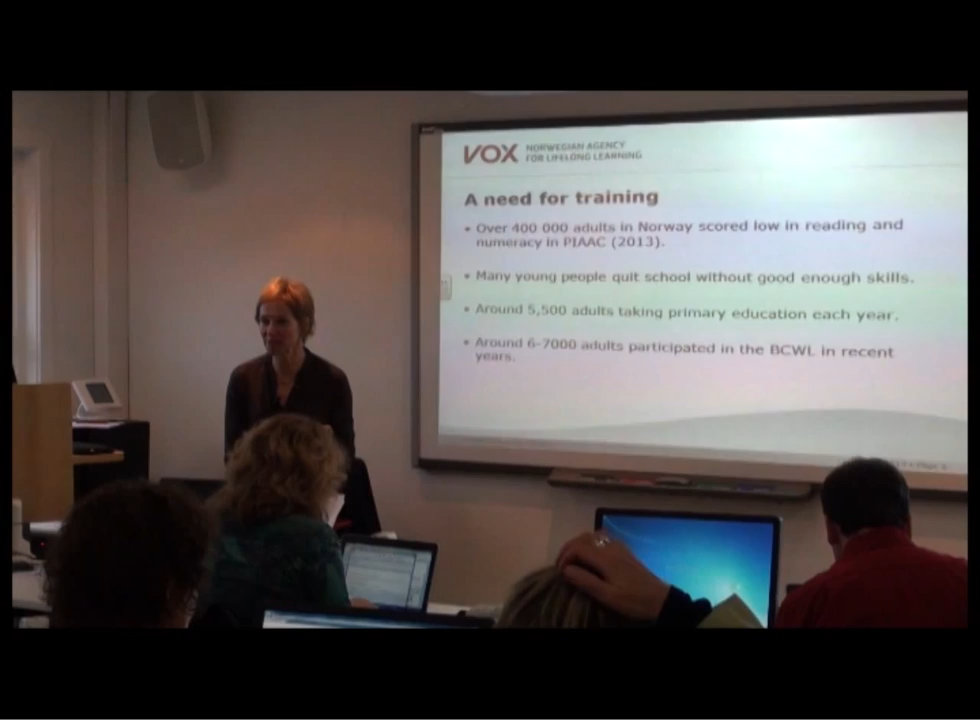 VOX NORWEGIAN AGENCY
FOR LIFELONG LEARNING
A need for training
• Over 400 000 adults in Norway scored low in reading and
numeracy in PIAAC (2013).
• Many young people quit school without good enough skills.
• Around 5,500 adults taking primary education each year.
• Around 6-7000 adults participated in the BCWL in recent
years.